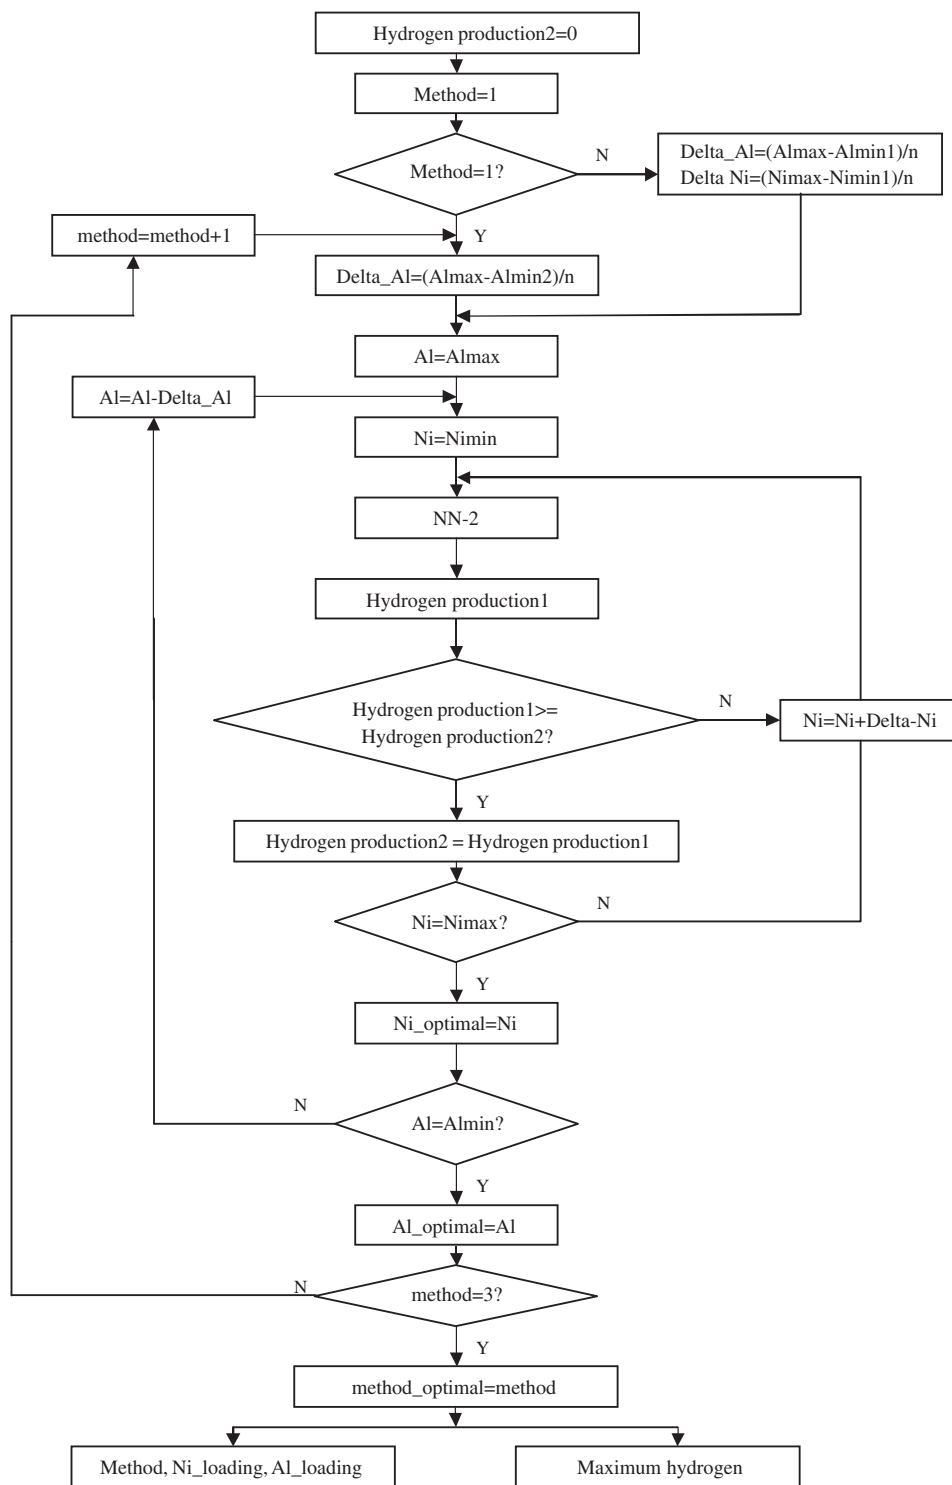 Hydrogen production2=0
Method=1
Method=1?
N
Delta_Al=(Almax-Almin1)/n
Delta Ni=(Nimax-Nimin1)/n
method=method+1
Y
Delta_Al=(Almax-Almin2)/n
Al=Almax
Al=Al-Delta_Al
Ni=Nimin
NN-2
Hydrogen production1
Hydrogen production1>=
Hydrogen production2?
N
Ni=Ni+Delta-Ni
Y
Hydrogen production2 = Hydrogen production1
Ni=Nimax?
N
Y
Ni_optimal=Ni
N
Al=Almin?
Y
Al_optimal=Al
N
method=3?
Y
method_optimal=method
Method, Ni_loading, Al_loading
Maximum hydrogen